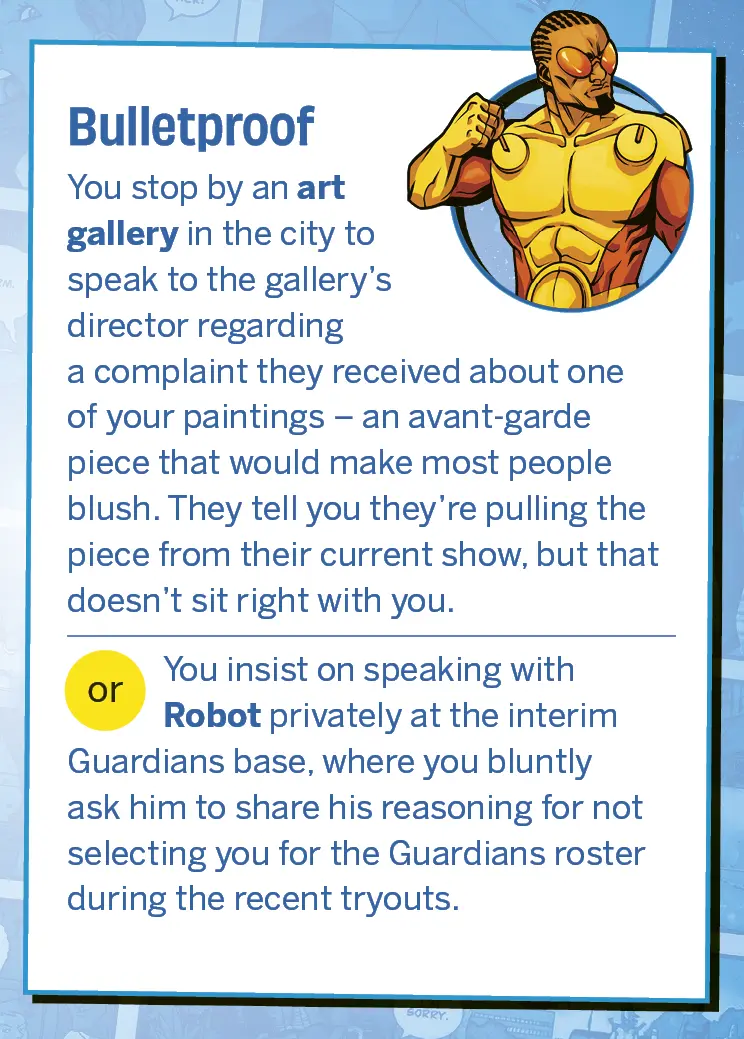 Bulletproof
You stop by an art
gallery in the city to
speak to the gallery’s
director regarding
a complaint they received about one
of your paintings – an avant-garde
piece that would make most people
blush. They tell you they’re pulling the
piece from their current show, but that
doesn’t sit right with you.
or
You insist on speaking with
Robot privately at the interim
Guardians base, where you bluntly
ask him to share his reasoning for not
selecting you for the Guardians roster
during the recent tryouts.
SORRY.